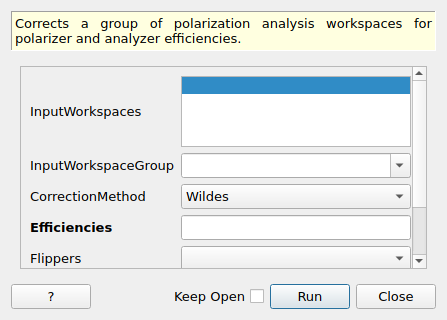 Corrects a group of polarization analysis workspaces for
polarizer and analyzer efficiencies.
InputWorkspaces
InputWorkspaceGroup
CorrectionMethod Wildes
Efficiencies
Flippers
? Keep Open Run Close